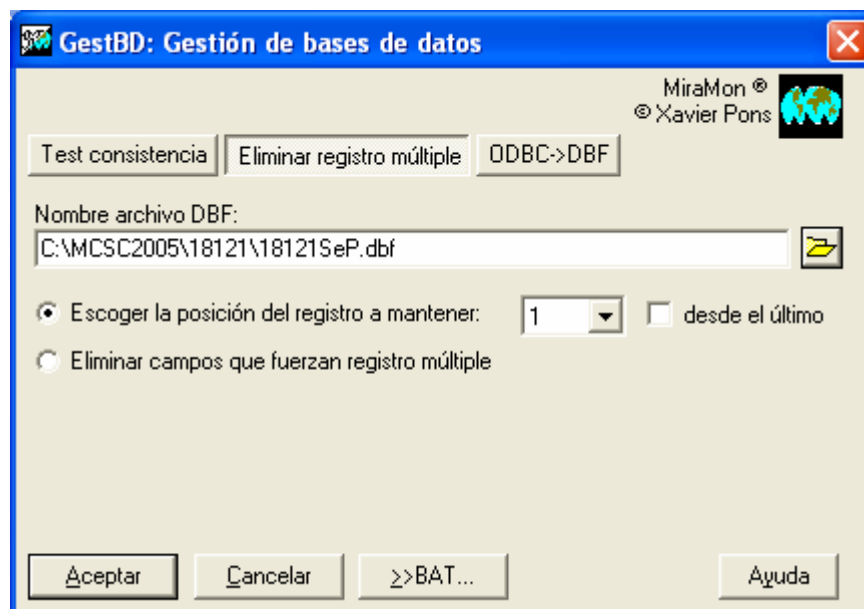 GestBD: Gestión de bases de datos
MiraMon ®
© Xavier Pons
Test consistencia
Eliminar registro múltiple
ODBC->DBF
Nombre archivo DBF:
C:\MCSC2005\18121\18121SeP.dbf
Escoger la posición del registro a mantener: 1 desde el último
Eliminar campos que fuerzan registro múltiple
Aceptar
Cancelar
>>BAT...
Ayuda